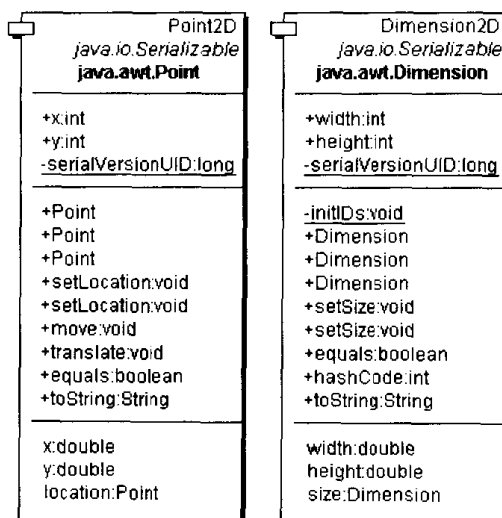 Point2D
java.io.Serializable
java.awt.Point
+x:int
+y:int
-serialVersionUID:long
+Point
+Point
+Point
+setLocation:void
+setLocation:void
+move:void
+translate:void
+equals:boolean
+toString:String
x:double
y:double
location:Point
Dimension2D
java.io.Serializable
java.awt.Dimension
+width:int
+height:int
-serialVersionUID:long
-initIDs:void
+Dimension
+Dimension
+Dimension
+setSize:void
+setSize:void
+equals:boolean
+hashCode:int
+toString:String
width:double
height:double
size:Dimension